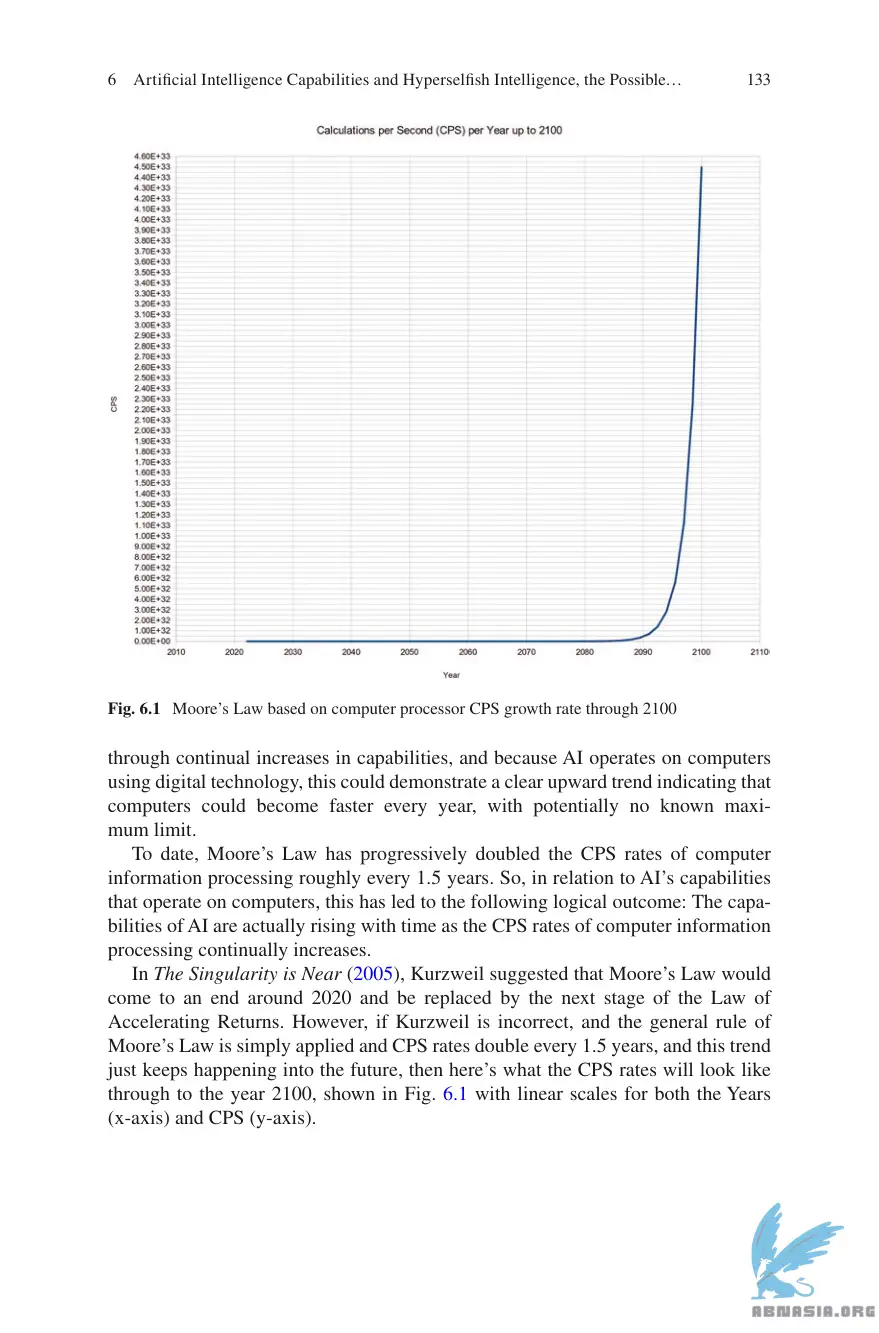 6 Artificial Intelligence Capabilities and Hyperselfish Intelligence, the Possible… 133
Calculations per Second (CPS) per Year up to 2100
4.60E+33
4.50E+33
4.40E+33
4.30E+33
4.20E+33
4.10E+33
4.00E+33
3.90E+33
3.80E+33
3.70E+33
3.60E+33
3.50E+33
3.40E+33
3.30E+33
3.20E+33
3.10E+33
3.00E+33
2.90E+33
2.80E+33
2.70E+33
2.60E+33
2.50E+33
2.40E+33
2.30E+33
2.20E+33
2.10E+33
2.00E+33
1.90E+33
1.80E+33
1.70E+33
1.60E+33
1.50E+33
1.40E+33
1.30E+33
1.20E+33
1.10E+33
1.00E+33
9.00E+32
8.00E+32
7.00E+32
6.00E+32
5.00E+32
4.00E+32
3.00E+32
2.00E+32
1.00E+32
0.00E+00
CPS
2010 2020 2030 2040 2050 2060 2070 2080 2090 2100 2110
Year
Fig. 6.1 Moore’s Law based on computer processor CPS growth rate through 2100
through continual increases in capabilities, and because AI operates on computers
using digital technology, this could demonstrate a clear upward trend indicating that
computers could become faster every year, with potentially no known maxi-
mum limit.
To date, Moore’s Law has progressively doubled the CPS rates of computer
information processing roughly every 1.5 years. So, in relation to AI’s capabilities
that operate on computers, this has led to the following logical outcome: The capa-
bilities of AI are actually rising with time as the CPS rates of computer information
processing continually increases.
In The Singularity is Near (2005), Kurzweil suggested that Moore’s Law would
come to an end around 2020 and be replaced by the next stage of the Law of
Accelerating Returns. However, if Kurzweil is incorrect, and the general rule of
Moore’s Law is simply applied and CPS rates double every 1.5 years, and this trend
just keeps happening into the future, then here’s what the CPS rates will look like
through to the year 2100, shown in Fig. 6.1 with linear scales for both the Years
(x-axis) and CPS (y-axis).
ABNASIA.ORG